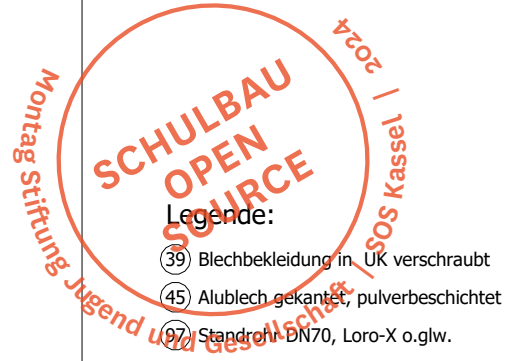 SCHULBAU
OPEN
SOURCE
Montag Stiftung Jugend und Gesellschaft | SOS Kassel | 2024
Legende:
39 Blechbekleidung in UK verschraubt
45 Alublech gekantet, pulverbeschichtet
97 Standrohr DN70, Loro-X o.glw.